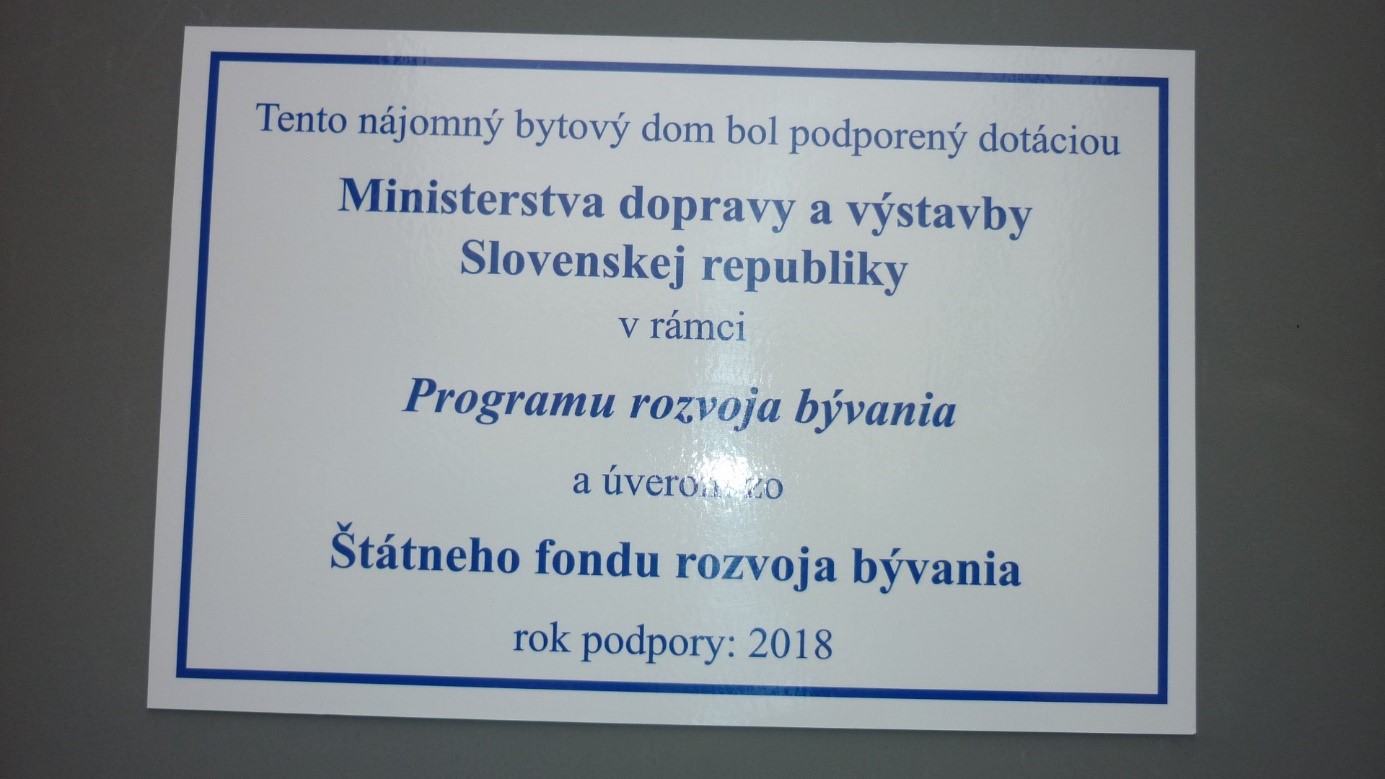 Tento nájomný bytový dom bol podporený dotáciou
Ministerstva dopravy a výstavby
Slovenskej republiky
v rámci
Programu rozvoja bývania
a úverom zo
Štátneho fondu rozvoja bývania
rok podpory: 2018